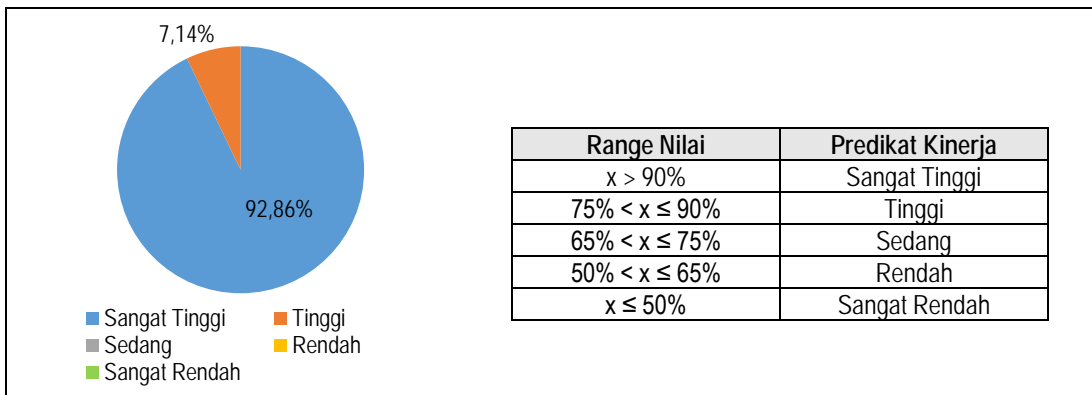 7,14%
92,86%
Sangat Tinggi Tinggi
Sedang Rendah
Sangat Rendah
Range Nilai Predikat Kinerja
x > 90% Sangat Tinggi
75% < x ≤ 90% Tinggi
65% < x ≤ 75% Sedang
50% < x ≤ 65% Rendah
x ≤ 50% Sangat Rendah